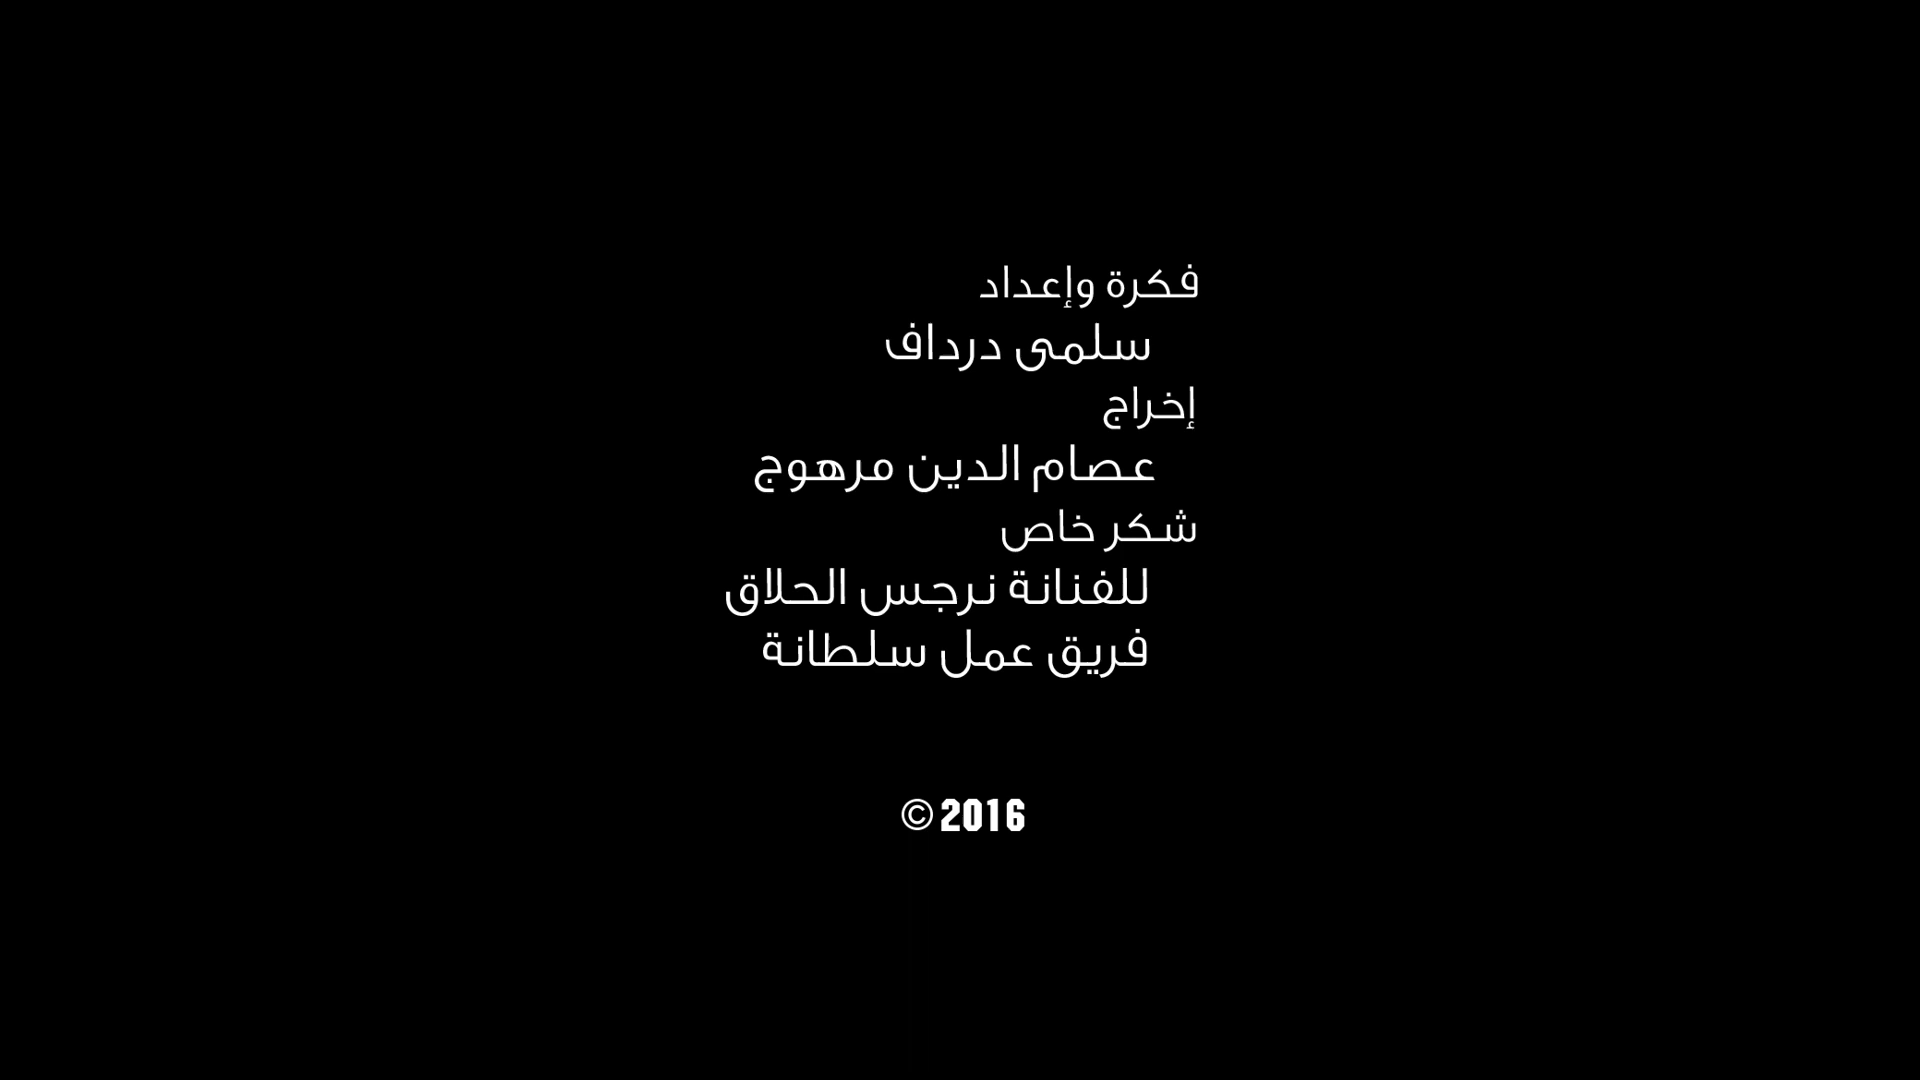 فكرة وإعداد
سلمى درداف
إخراج
عصام الدين مرهوج
شكر خاص
للفنانة نرجس الحلاق
فريق عمل سلطانة
© 2016